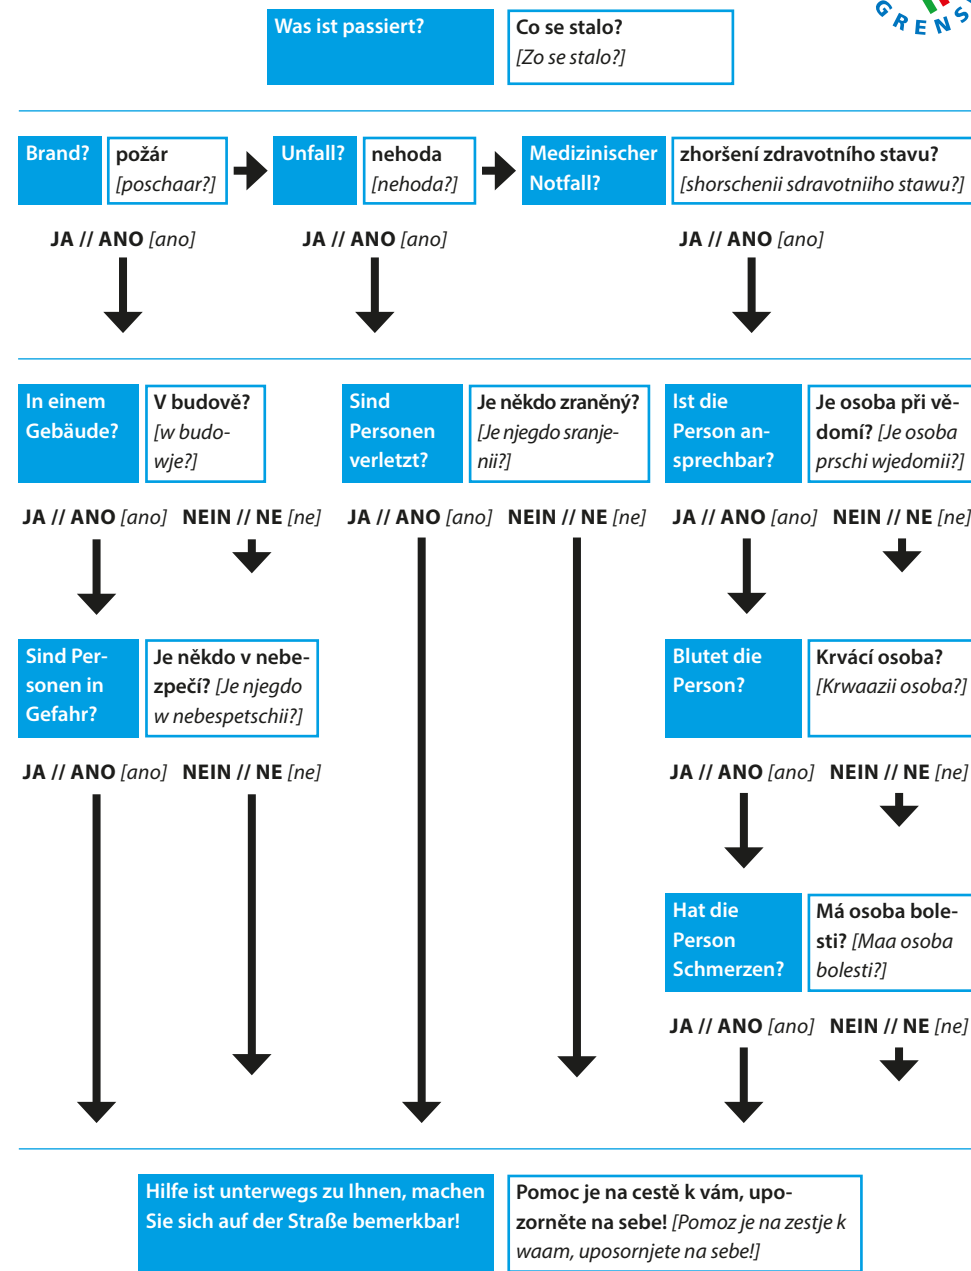 GRENS
Was ist passiert?
Co se stalo?
[Zo se stalo?]
Brand?
požár
[poschaar?]
Unfall?
nehoda
[nehoda?]
Medizinischer
Notfall?
zhoršení zdravotního stavu?
[shorschenii sdravotniiho stawu?]
JA // ANO [ano]
JA // ANO [ano]
JA // ANO [ano]
In einem
Gebäude?
V budově?
[w budo-
wje?]
Sind
Personen
verletzt?
Je někdo zraněný?
[Je njegdo sranje-
nii?]
Ist die
Person an-
sprechbar?
Je osoba při vě-
domí? [Je osoba
prschi wjedomii?]
JA // ANO [ano] NEIN // NE [ne]
JA // ANO [ano] NEIN // NE [ne]
JA // ANO [ano] NEIN // NE [ne]
Sind Per-
sonen in
Gefahr?
Je někdo v nebe-
zpečí? [Je njegdo
w nebespetschii?]
Blutet die
Person?
Krvácí osoba?
[Krwaazii osoba?]
JA // ANO [ano] NEIN // NE [ne]
JA // ANO [ano] NEIN // NE [ne]
Hat die
Person
Schmerzen?
Má osoba bole-
sti? [Maa osoba
bolesti?]
JA // ANO [ano] NEIN // NE [ne]
Hilfe ist unterwegs zu Ihnen, machen
Sie sich auf der Straße bemerkbar!
Pomoc je na cestě k vám, upo-
zorněte na sebe! [Pomoz je na zestje k
waam, uposornjete na sebe!]